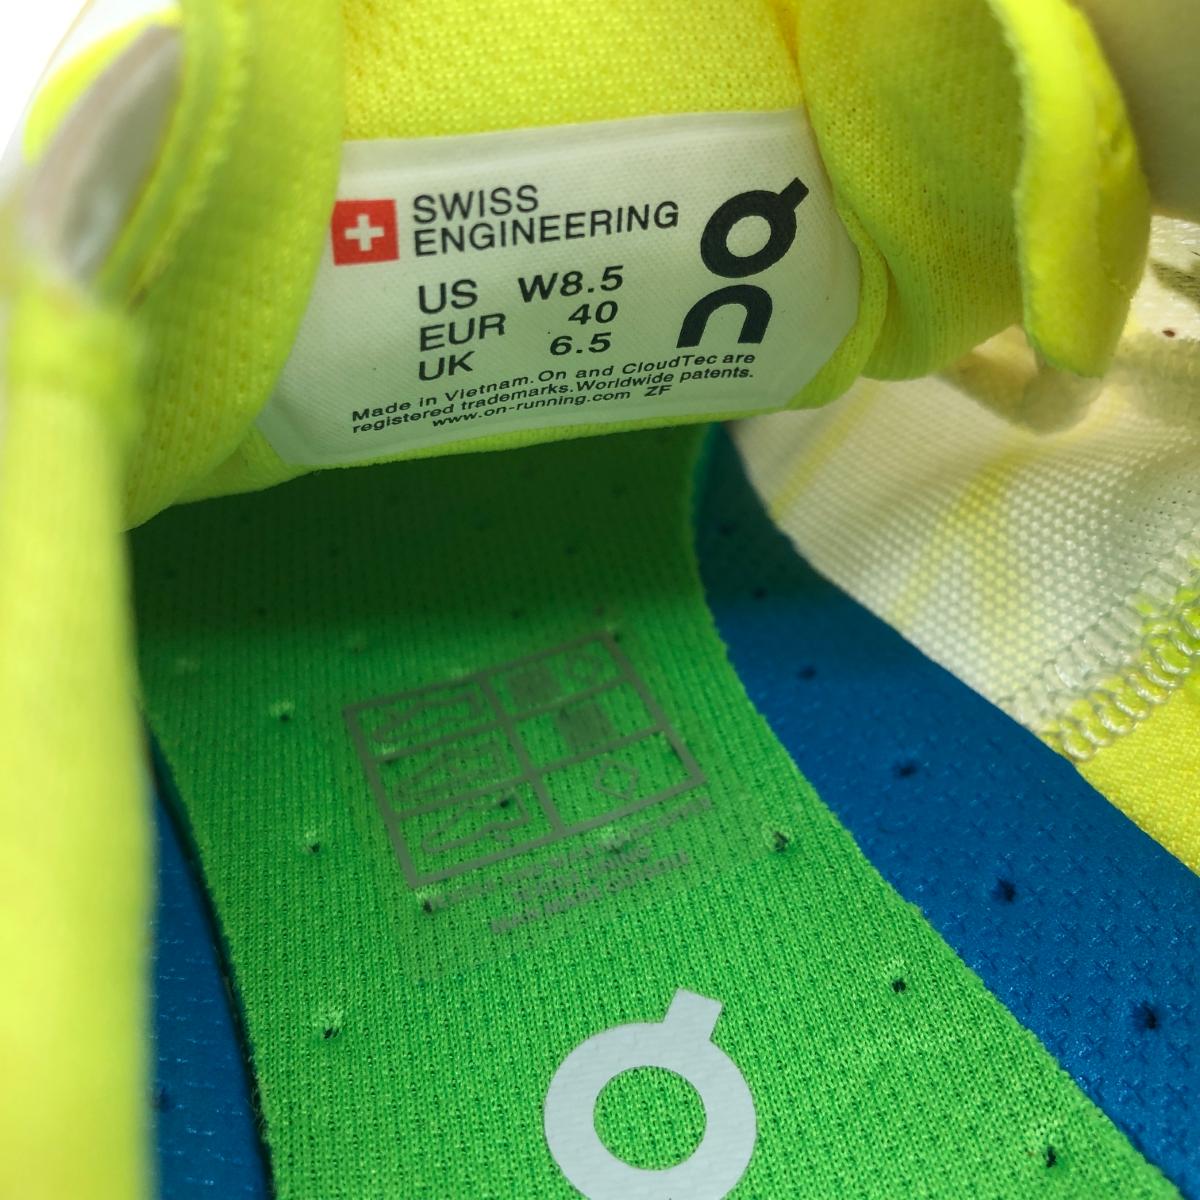 SWISS
ENGINEERING
US W8.5
EUR 40
UK 6.5
Made in Vietnam. On and CloudTec are
registered trademarks. Worldwide patents.
www.on-running.com ZF